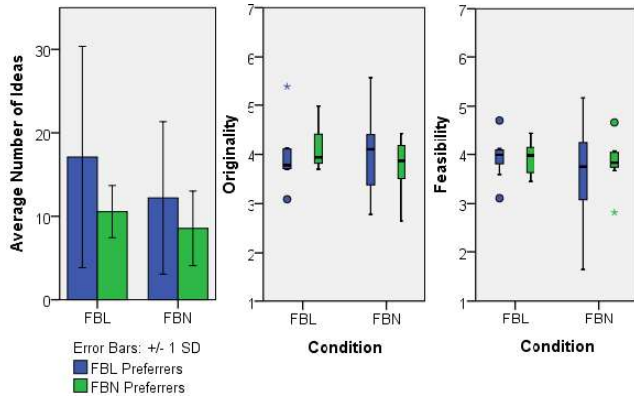 Average Number of Ideas
30
20
10
0
FBL
FBN
Error Bars: +/- 1 SD
FBL Preferrers
FBN Preferrers
Originality
7
6
5
4
3
2
1
FBL
FBN
Condition
Feasibility
7
6
5
4
3
2
1
FBL
FBN
Condition